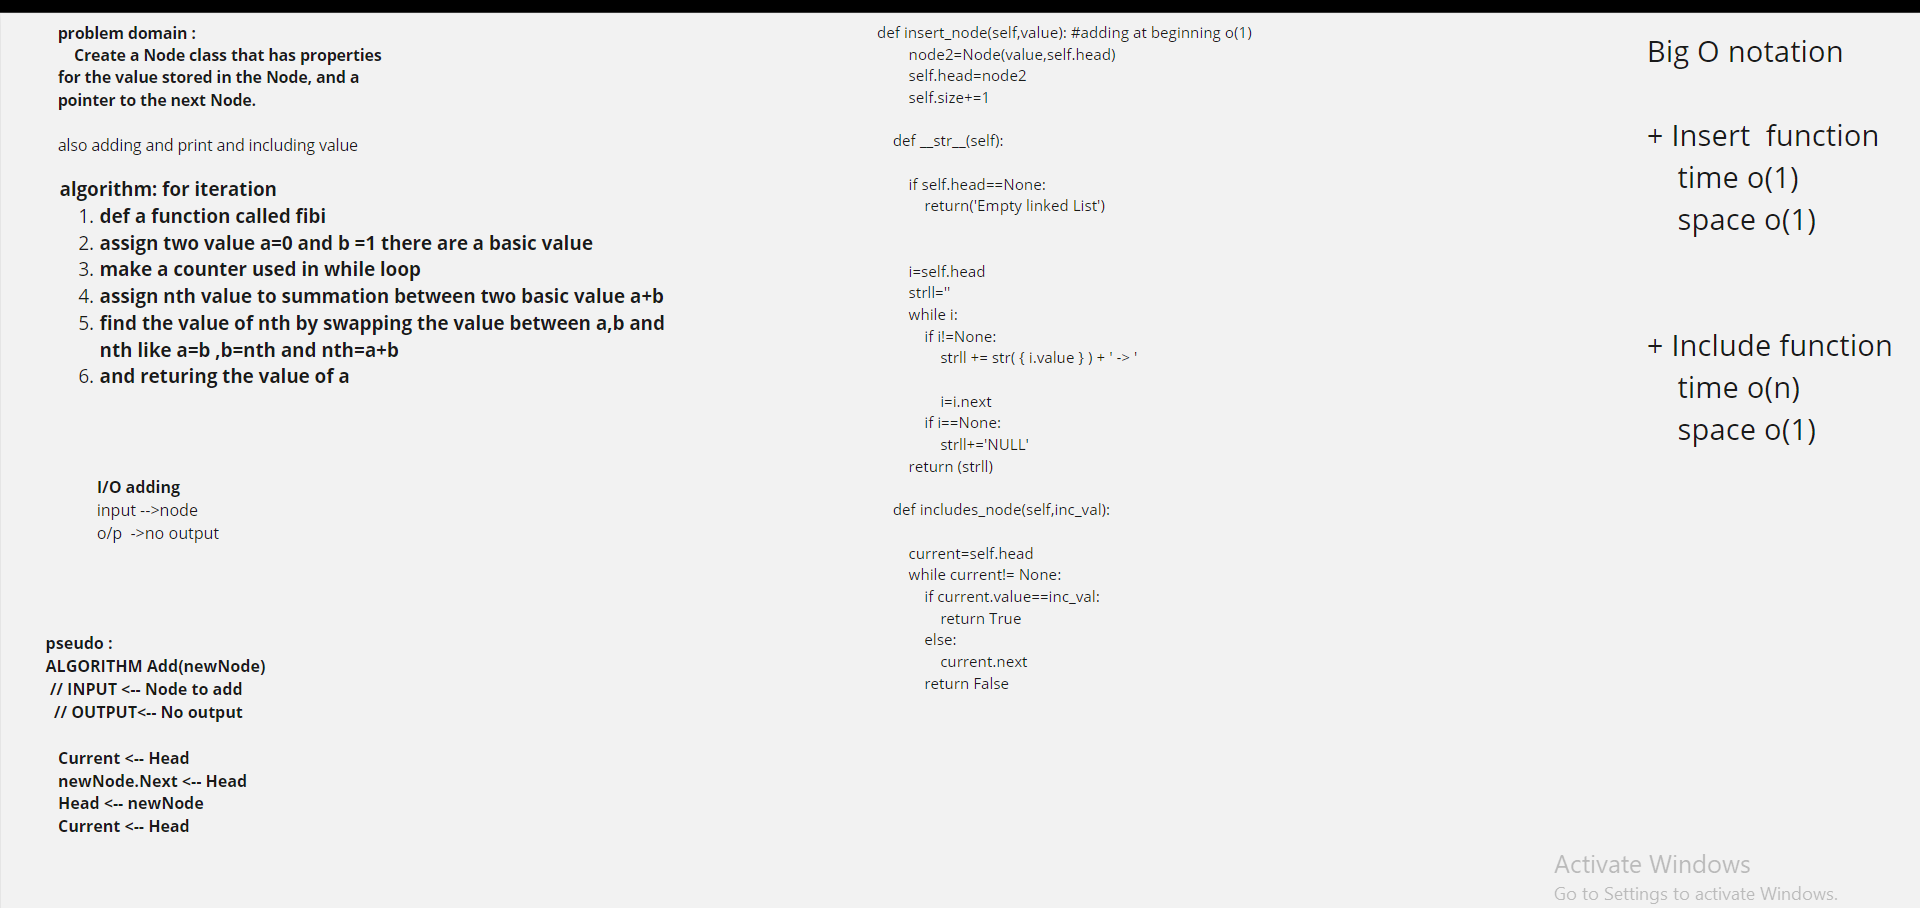 problem domain :
Create a Node class that has properties
for the value stored in the Node, and a
pointer to the next Node.
also adding and print and including value
algorithm: for iteration
1. def a function called fibi
2. assign two value a=0 and b =1 there are a basic value
3. make a counter used in while loop
4. assign nth value to summation between two basic value a+b
5. find the value of nth by swapping the value between a,b and
nth like a=b ,b=nth and nth=a+b
6. and returing the value of a
I/O adding
input -->node
o/p ->no output
pseudo :
ALGORITHM Add(newNode)
// INPUT <-- Node to add
// OUTPUT<-- No output
Current <-- Head
newNode.Next <-- Head
Head <-- newNode
Current <-- Head
def insert_node(self,value): #adding at beginning o(1)
node2=Node(value,self.head)
self.head=node2
self.size+=1
def __str__(self):
if self.head==None:
return('Empty linked List')
i=self.head
strll=''
while i:
if i!=None:
strll += str( { i.value } ) + ' -> '
i=i.next
if i==None:
strll+='NULL'
return (strll)
def includes_node(self,inc_val):
current=self.head
while current!= None:
if current.value==inc_val:
return True
else:
current.next
return False
Big O notation
+ Insert function
time o(1)
space o(1)
+ Include function
time o(n)
space o(1)
Activate Windows
Go to Settings to activate Windows.